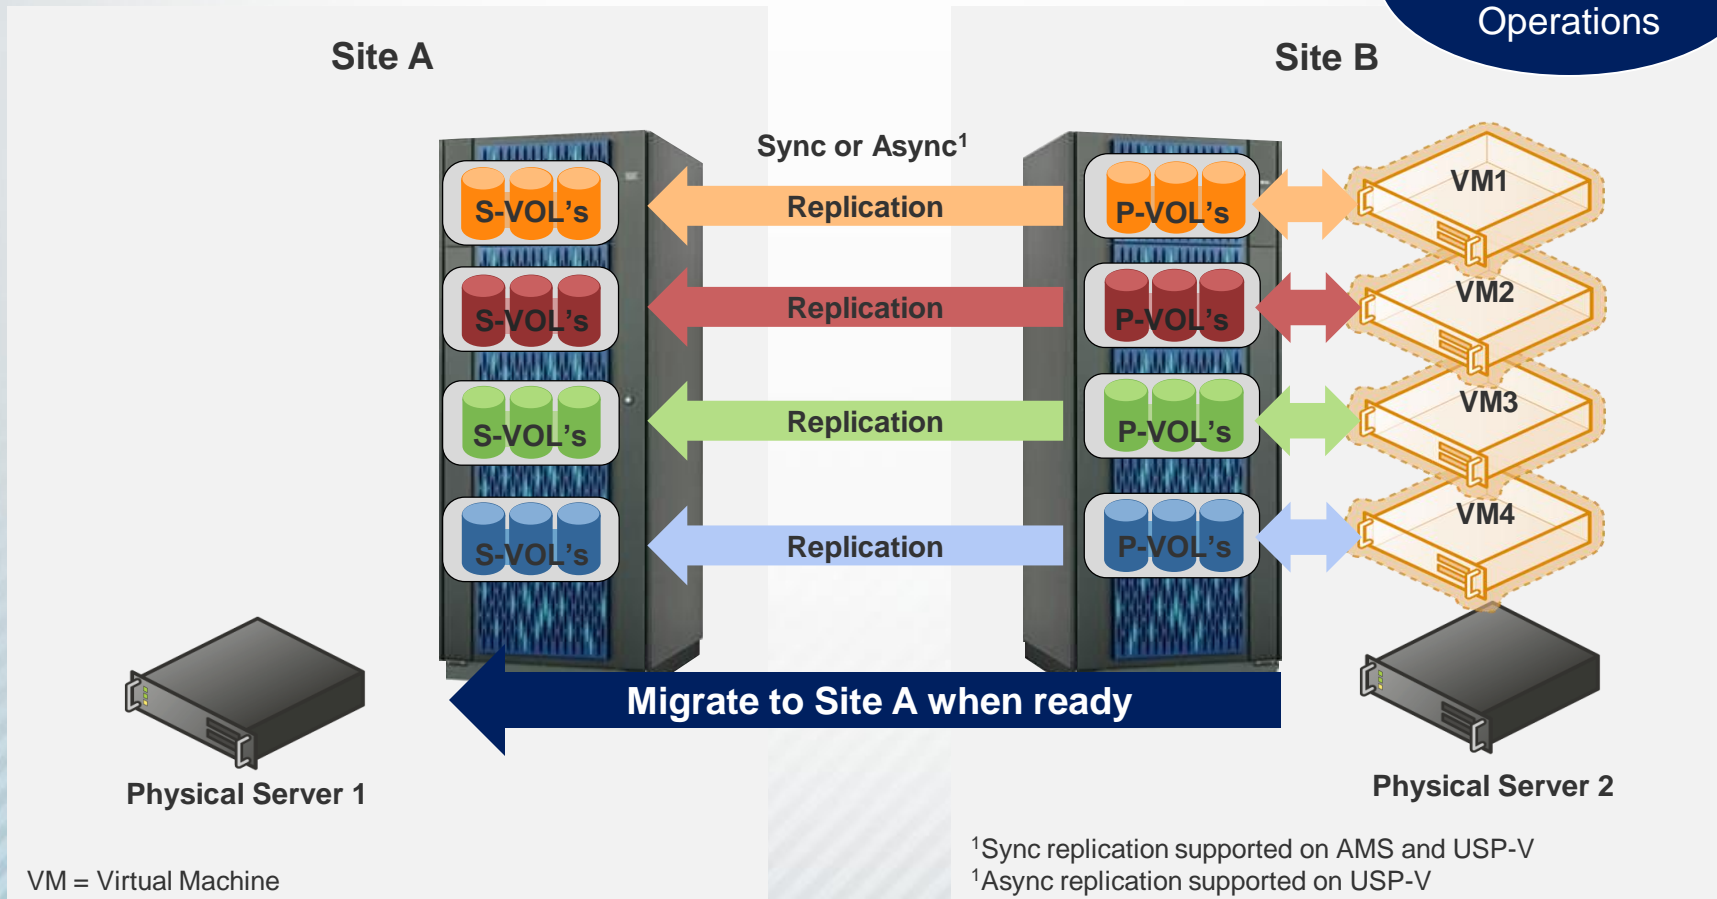 Operations
Site A
Site B
Sync or Async¹
S-VOL's
Replication
P-VOL's
VM1
S-VOL's
Replication
P-VOL's
VM2
S-VOL's
Replication
P-VOL's
VM3
S-VOL's
Replication
P-VOL's
VM4
Migrate to Site A when ready
Physical Server 1
Physical Server 2
¹Sync replication supported on AMS and USP-V
¹Async replication supported on USP-V
VM = Virtual Machine